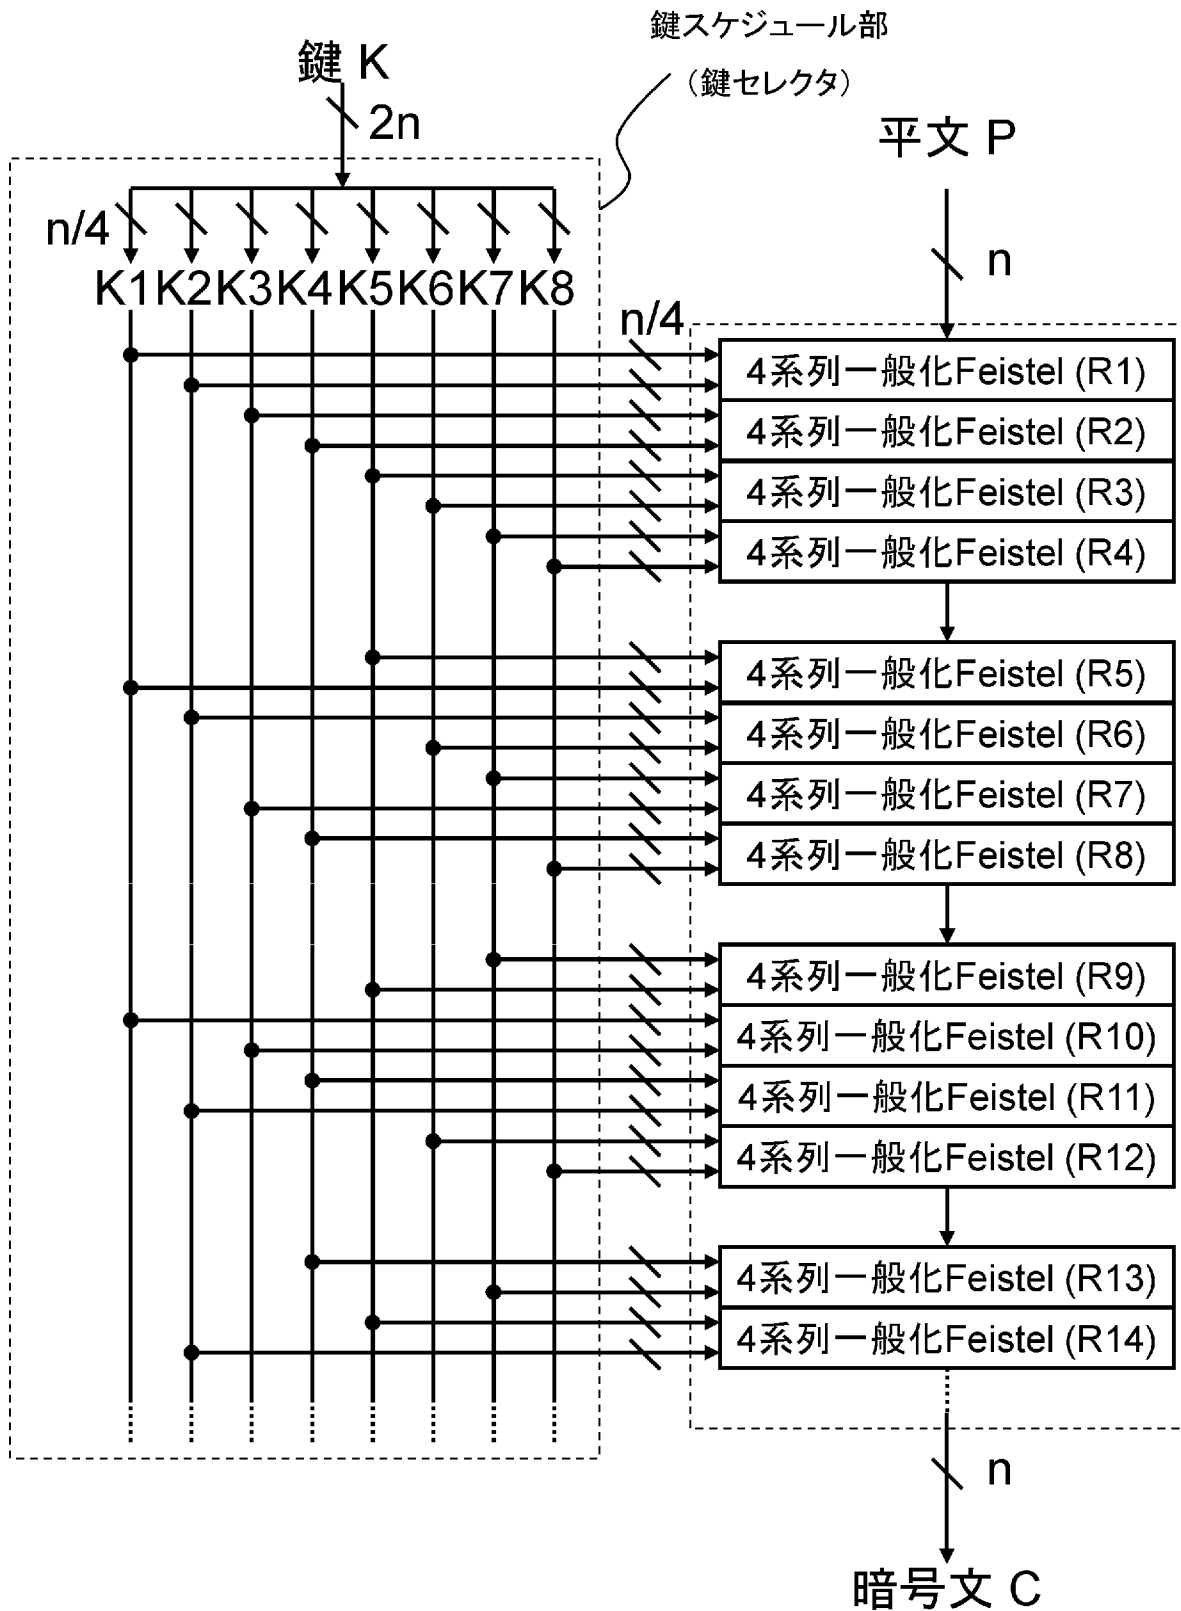 鍵スケジュール部
(鍵セレクタ)
鍵 K
2n
平文 P
n/4
n
K1 K2 K3 K4 K5 K6 K7 K8
n/4
4系列一般化Feistel (R1)
4系列一般化Feistel (R2)
4系列一般化Feistel (R3)
4系列一般化Feistel (R4)
4系列一般化Feistel (R5)
4系列一般化Feistel (R6)
4系列一般化Feistel (R7)
4系列一般化Feistel (R8)
4系列一般化Feistel (R9)
4系列一般化Feistel (R10)
4系列一般化Feistel (R11)
4系列一般化Feistel (R12)
4系列一般化Feistel (R13)
4系列一般化Feistel (R14)
n
暗号文 C